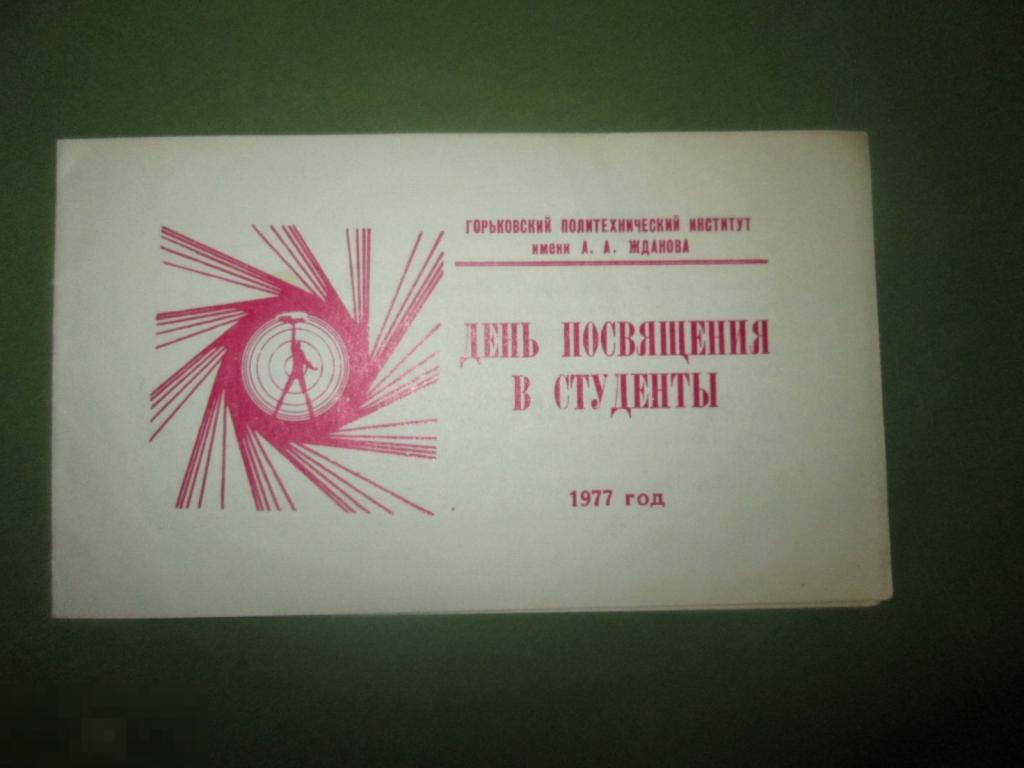 ГОРЬКОВСКИЙ ПОЛИТЕХНИЧЕСКИЙ ИНСТИТУТ
имени А. А. ЖДАНОВА
ДЕНЬ ПОСВЯЩЕНИЯ
В СТУДЕНТЫ
1977 год